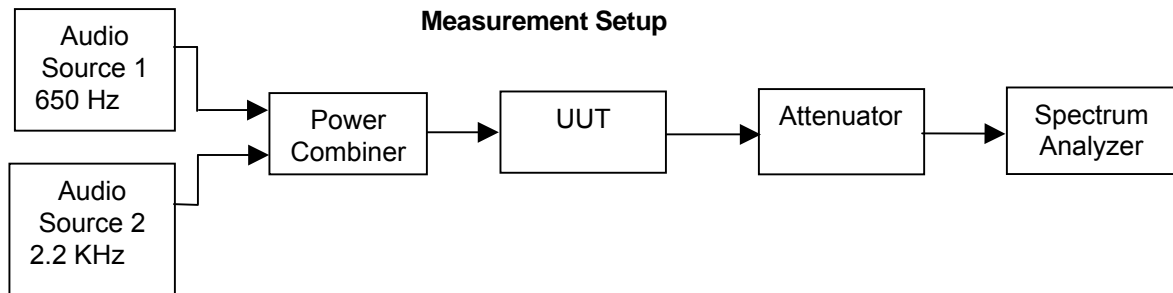 Measurement Setup
Audio
Source 1
650 Hz
Audio
Source 2
2.2 KHz
Power
Combiner
UUT
Attenuator
Spectrum
Analyzer